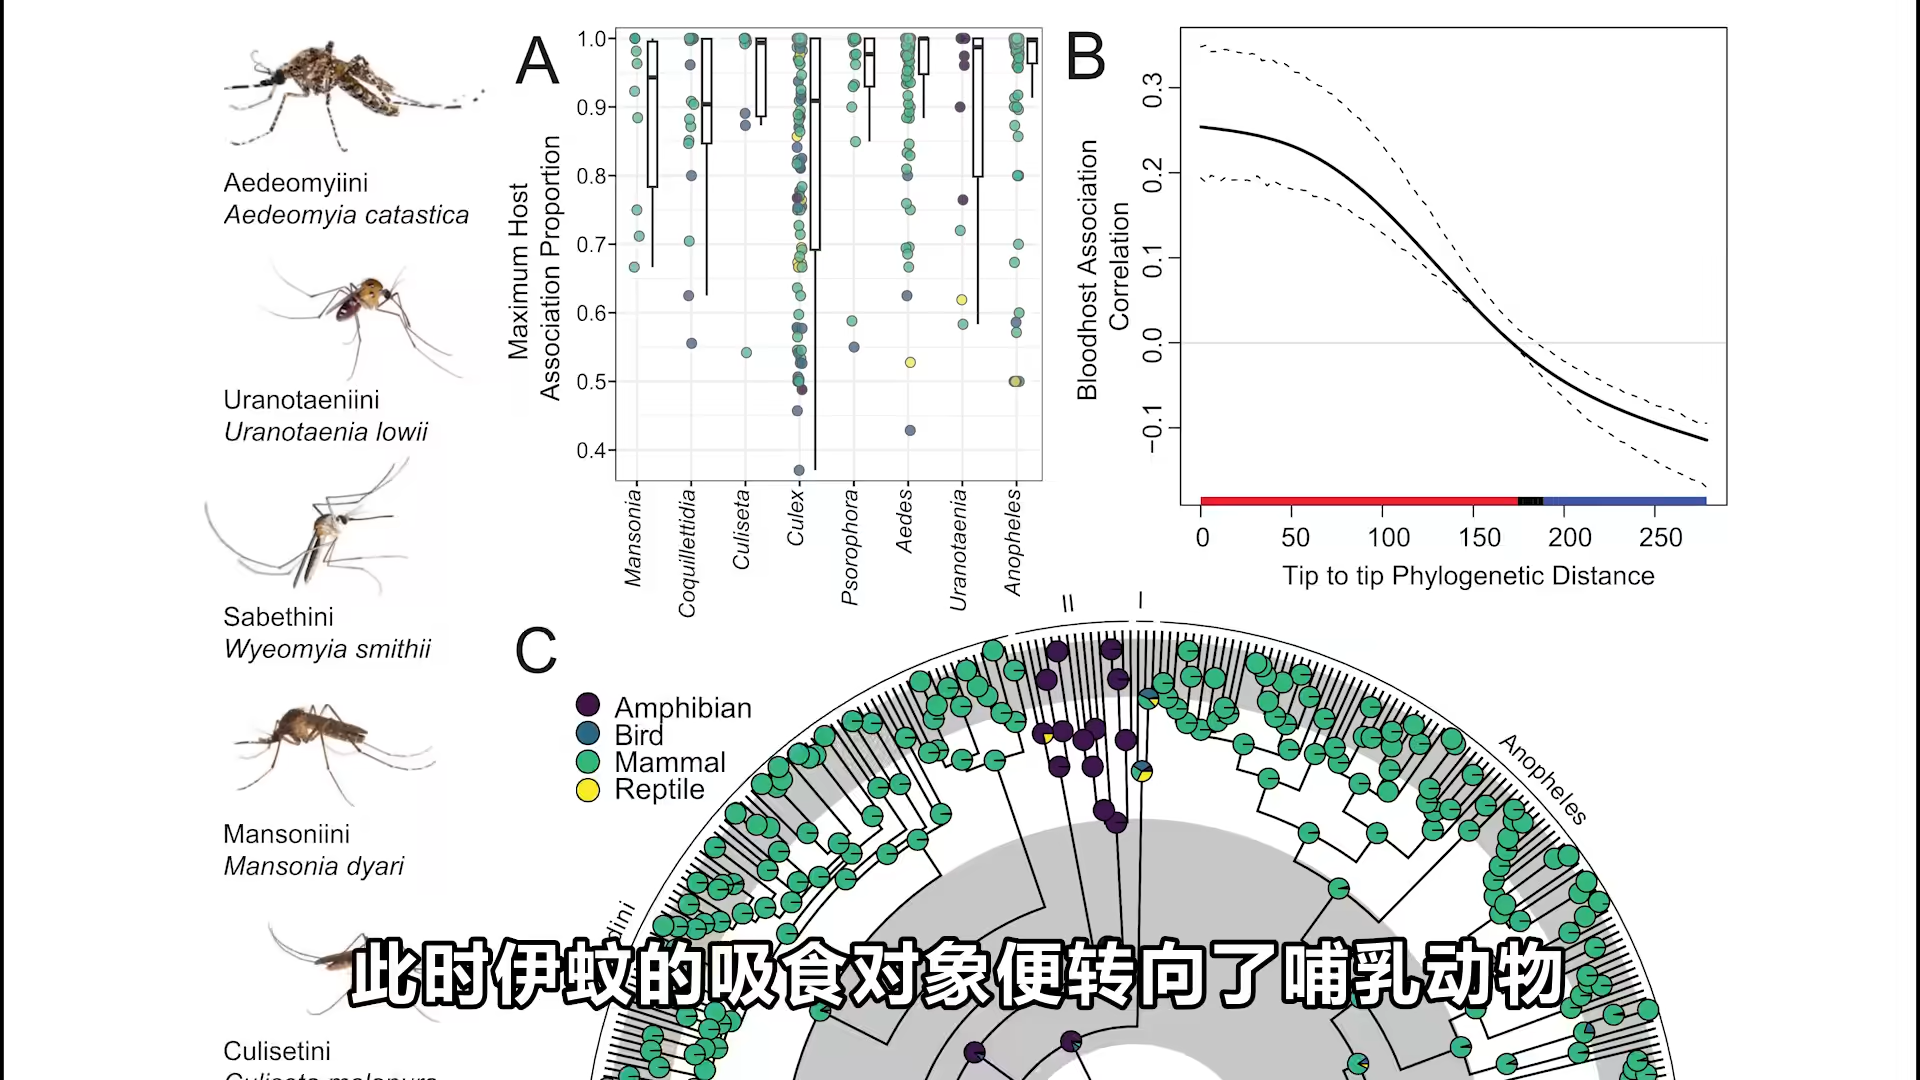 Aedeomyiini
Aedeomyia catastica
Uranotaeniini
Uranotaenia lowii
Sabethini
Wyeomyia smithii
Mansoniini
Mansonia dyari
Culisetini
A
Maximum Host
Association Proportion
1.0
0.9
0.8
0.7
0.6
0.5
0.4
Mansonia
Coquillettidia
Culiseta
Culex
Psorophora
Aedes
Uranotaenia
Anopheles
B
Bloodhost Association
Correlation
0.3
0.2
0.1
0.0
−0.1
0 50 100 150 200 250
Tip to tip Phylogenetic Distance
C
Amphibian
Bird
Mammal
Reptile
II
I
Anopheles
此时伊蚊的吸食对象便转向了哺乳动物